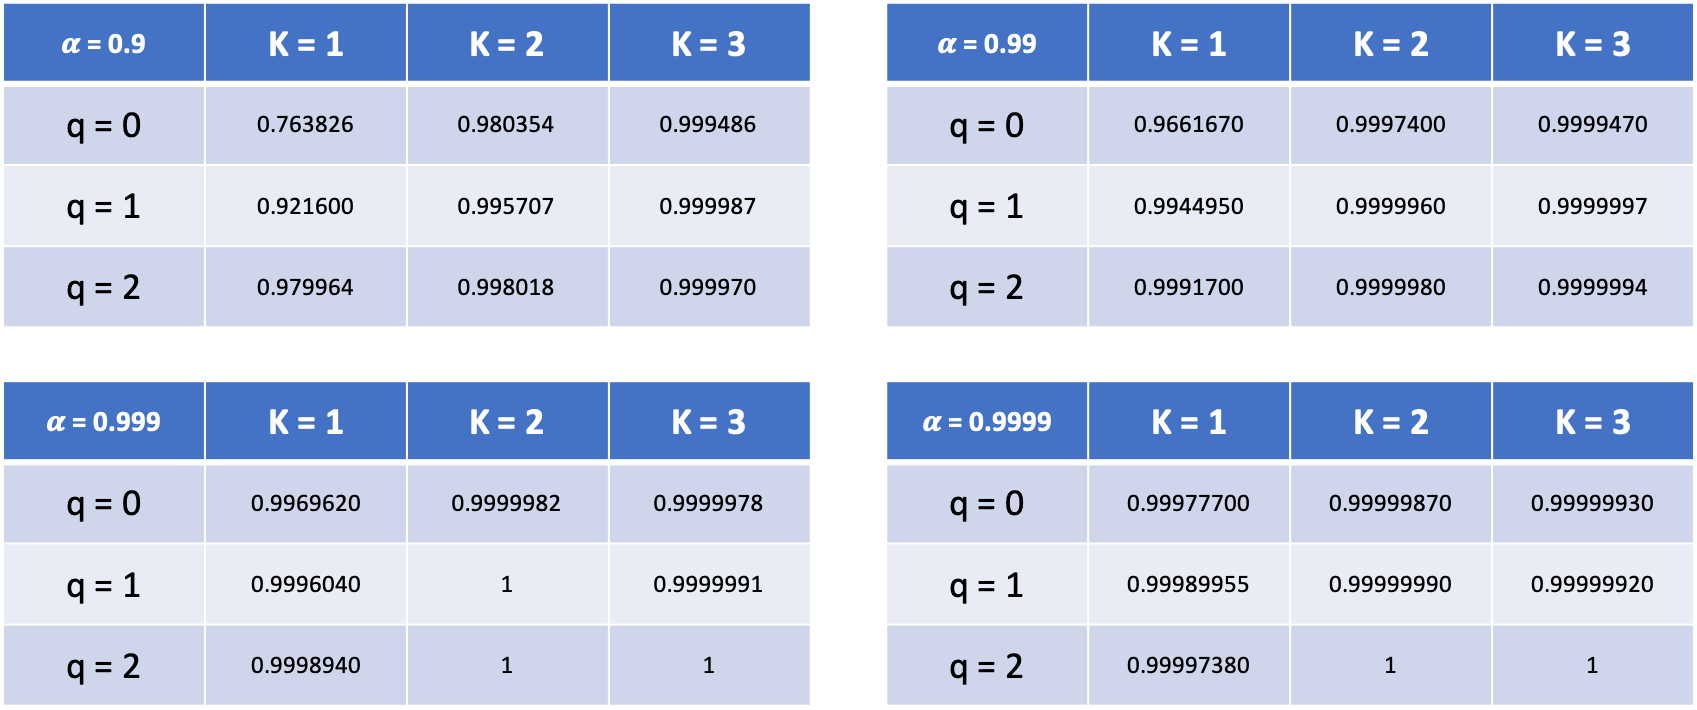 α = 0.9 K = 1 K = 2 K = 3
q = 0 0.763826 0.980354 0.999486
q = 1 0.921600 0.995707 0.999987
q = 2 0.979964 0.998018 0.999970
α = 0.99 K = 1 K = 2 K = 3
q = 0 0.9661670 0.9997400 0.9999470
q = 1 0.9944950 0.9999960 0.9999997
q = 2 0.9991700 0.9999980 0.9999994
α = 0.999 K = 1 K = 2 K = 3
q = 0 0.9969620 0.9999982 0.9999978
q = 1 0.9996040 1 0.9999991
q = 2 0.9998940 1 1
α = 0.9999 K = 1 K = 2 K = 3
q = 0 0.99977700 0.99999870 0.99999930
q = 1 0.99989955 0.99999990 0.99999920
q = 2 0.99997380 1 1